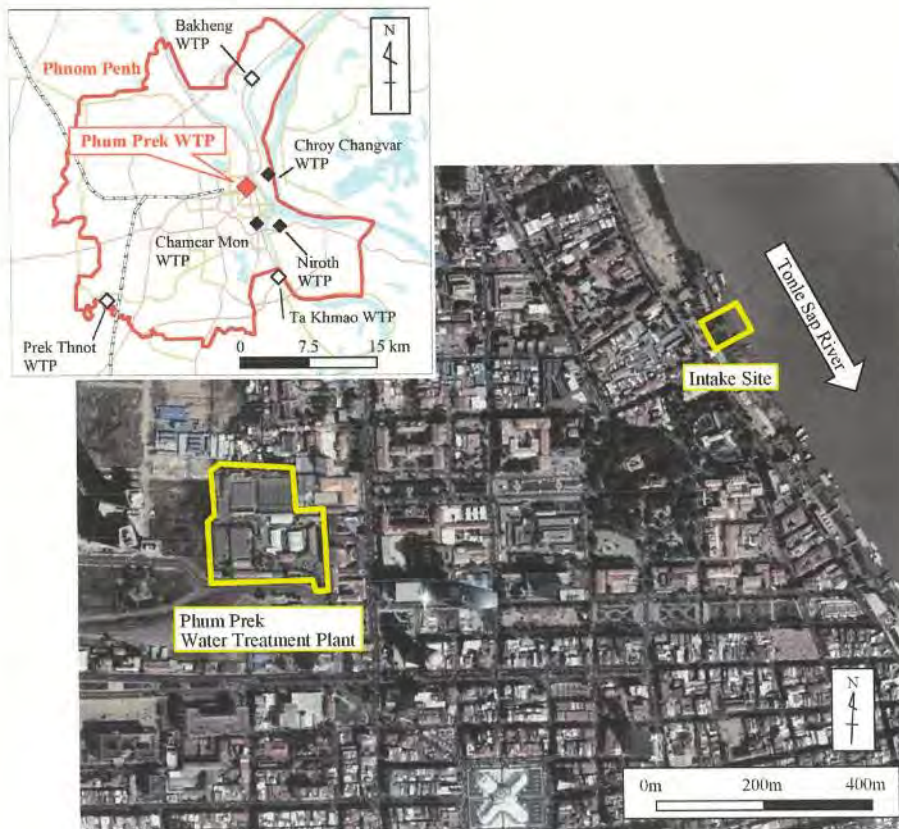 Bakheng
WTP
N
Phnom Penh
Phum Prek WTP
Chroy Changvar
WTP
Chamcar Mon
WTP
Niroth
WTP
Ta Khmao WTP
Prek Thnot
WTP
0 7.5 15 km
Tonle Sap River
Intake Site
Phum Prek
Water Treatment Plant
N
0m 200m 400m